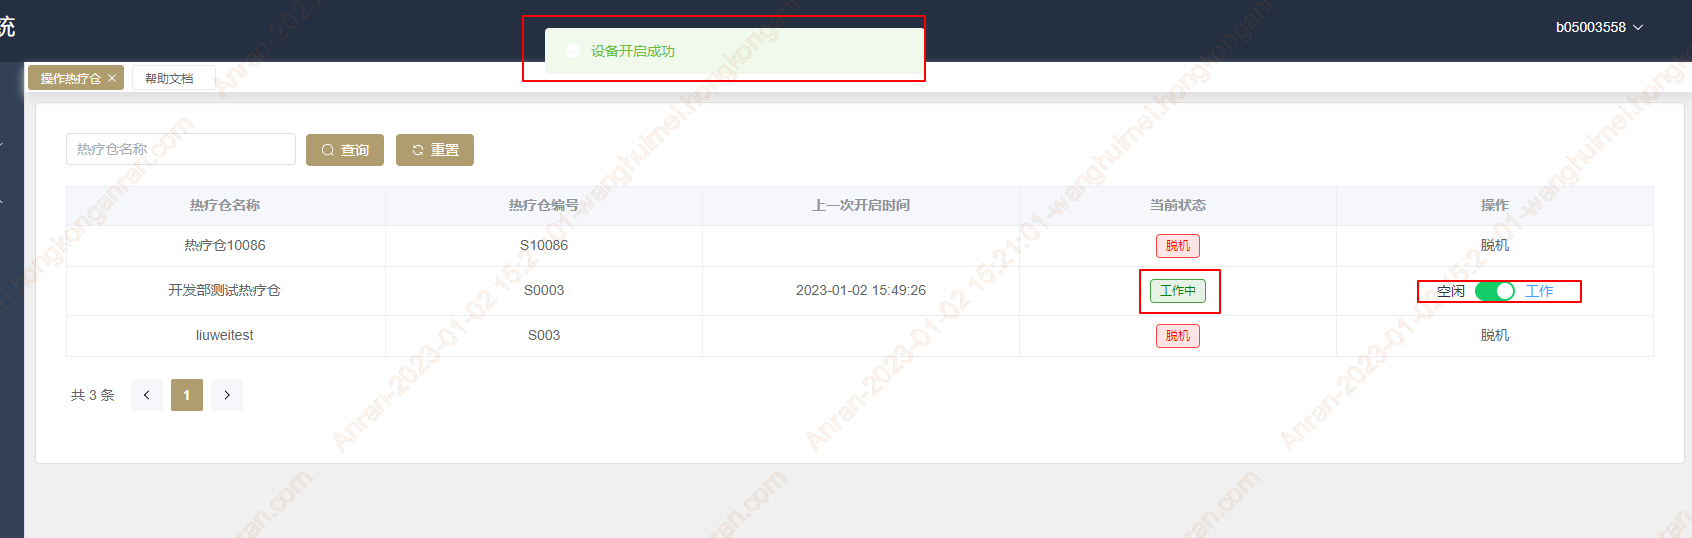 统
设备开启成功
b05003558
操作热疗仓 帮助文档
热疗仓名称 查询 重置
热疗仓名称 热疗仓编号 上一次开启时间 当前状态 操作
热疗仓10086 S10086 脱机 脱机
开发部测试热疗仓 S0003 2023-01-02 15:49:26 工作中 空闲 工作
liuweitest S003 脱机 脱机
共 3 条 1
Anran-2023-01-02 15:21:01-wanghuimei.hongkonganran.com